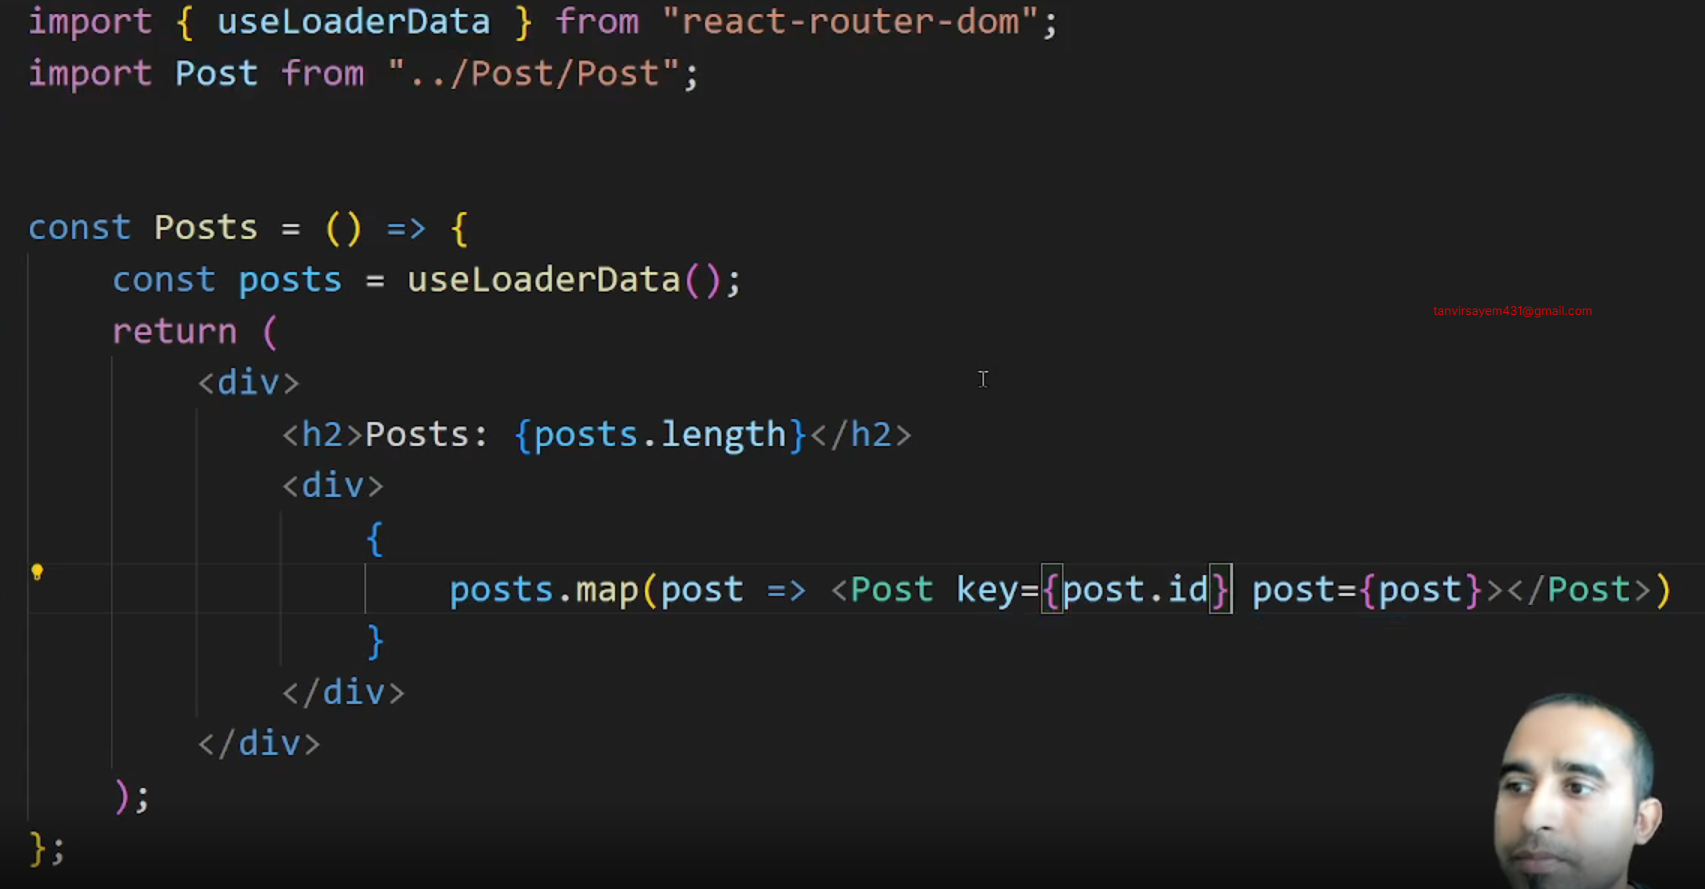 import { useLoaderData } from "react-router-dom";
import Post from "../Post/Post";
const Posts = () => {
const posts = useLoaderData();
tanvirsayem431@gmail.com
return (
<div>
<h2>Posts: {posts.length}</h2>
<div>
{
posts.map(post => <Post key={post.id} post={post}></Post>)
}
</div>
</div>
);
};